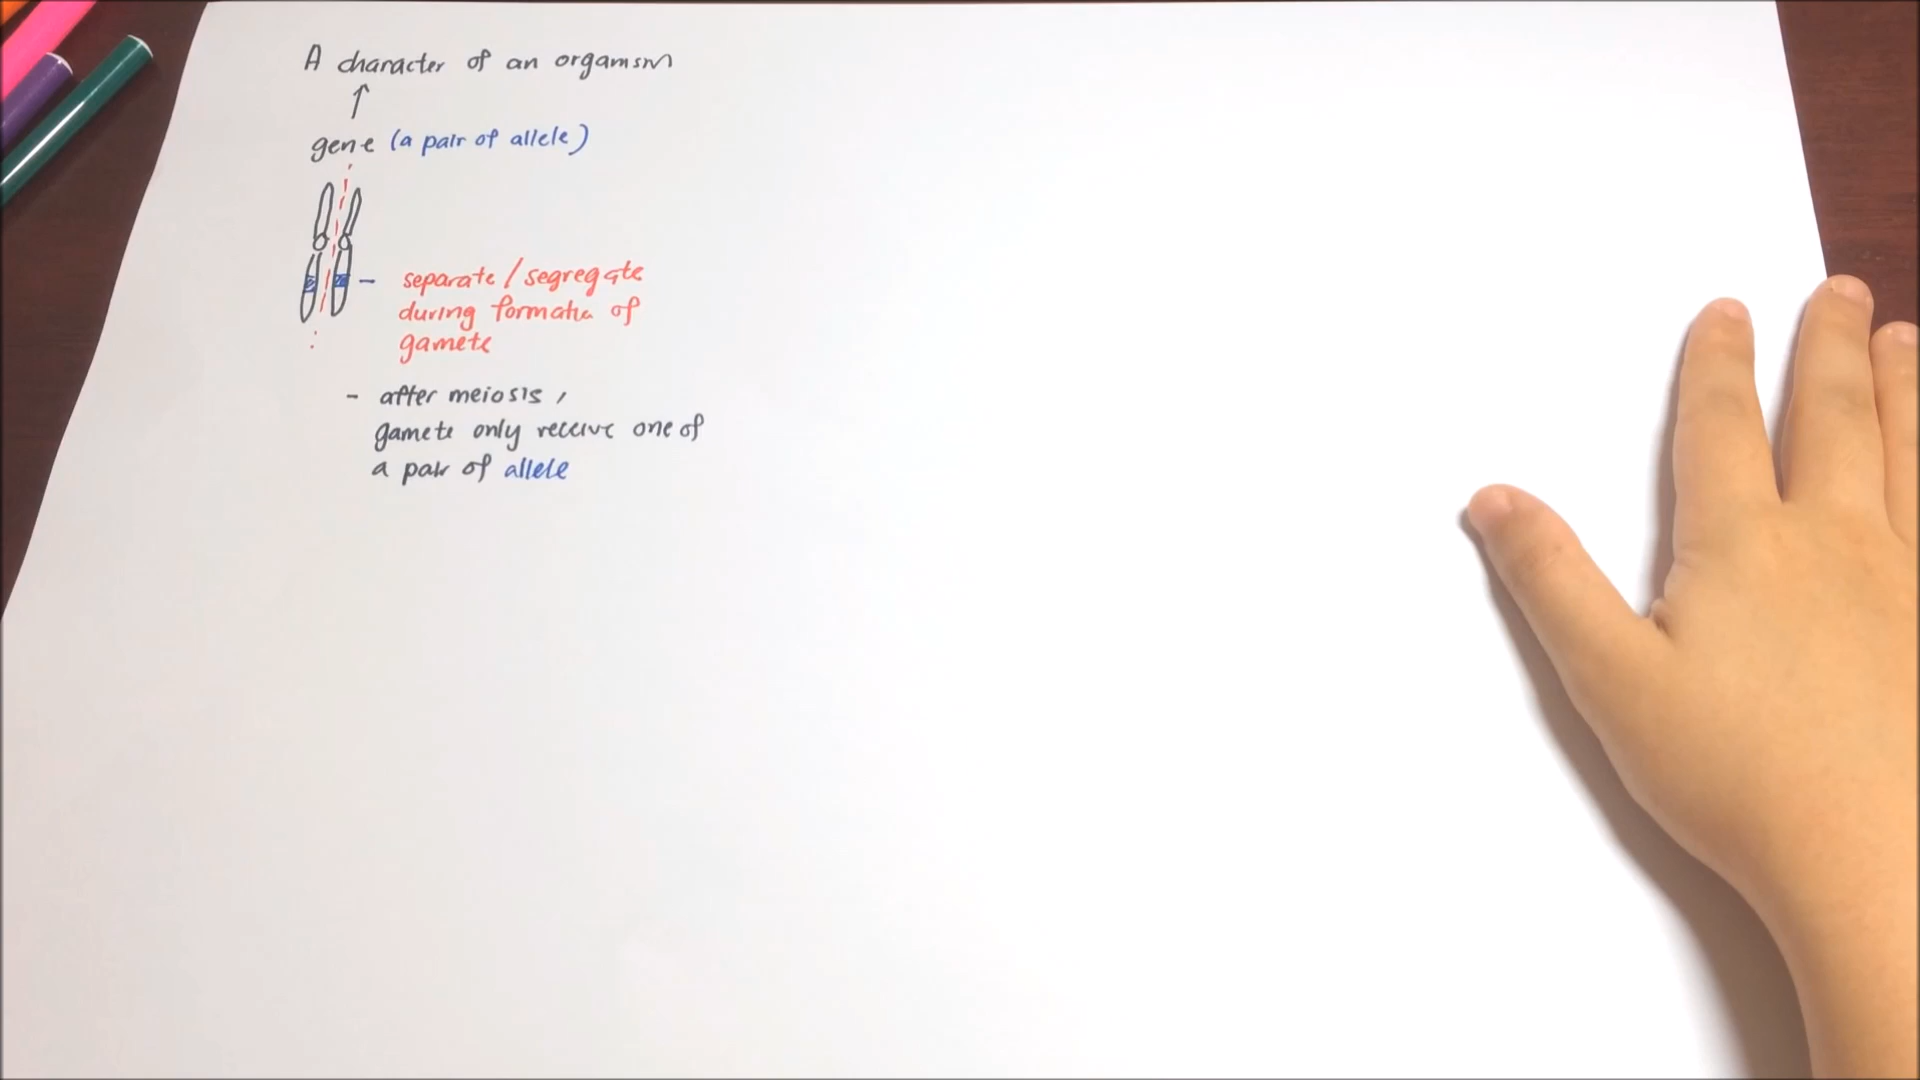 A character of an organism
gene (a pair of allele)
- separate / segregate
during formatn of
gamete
- after meiosis,
gamete only receive one of
a pair of allele